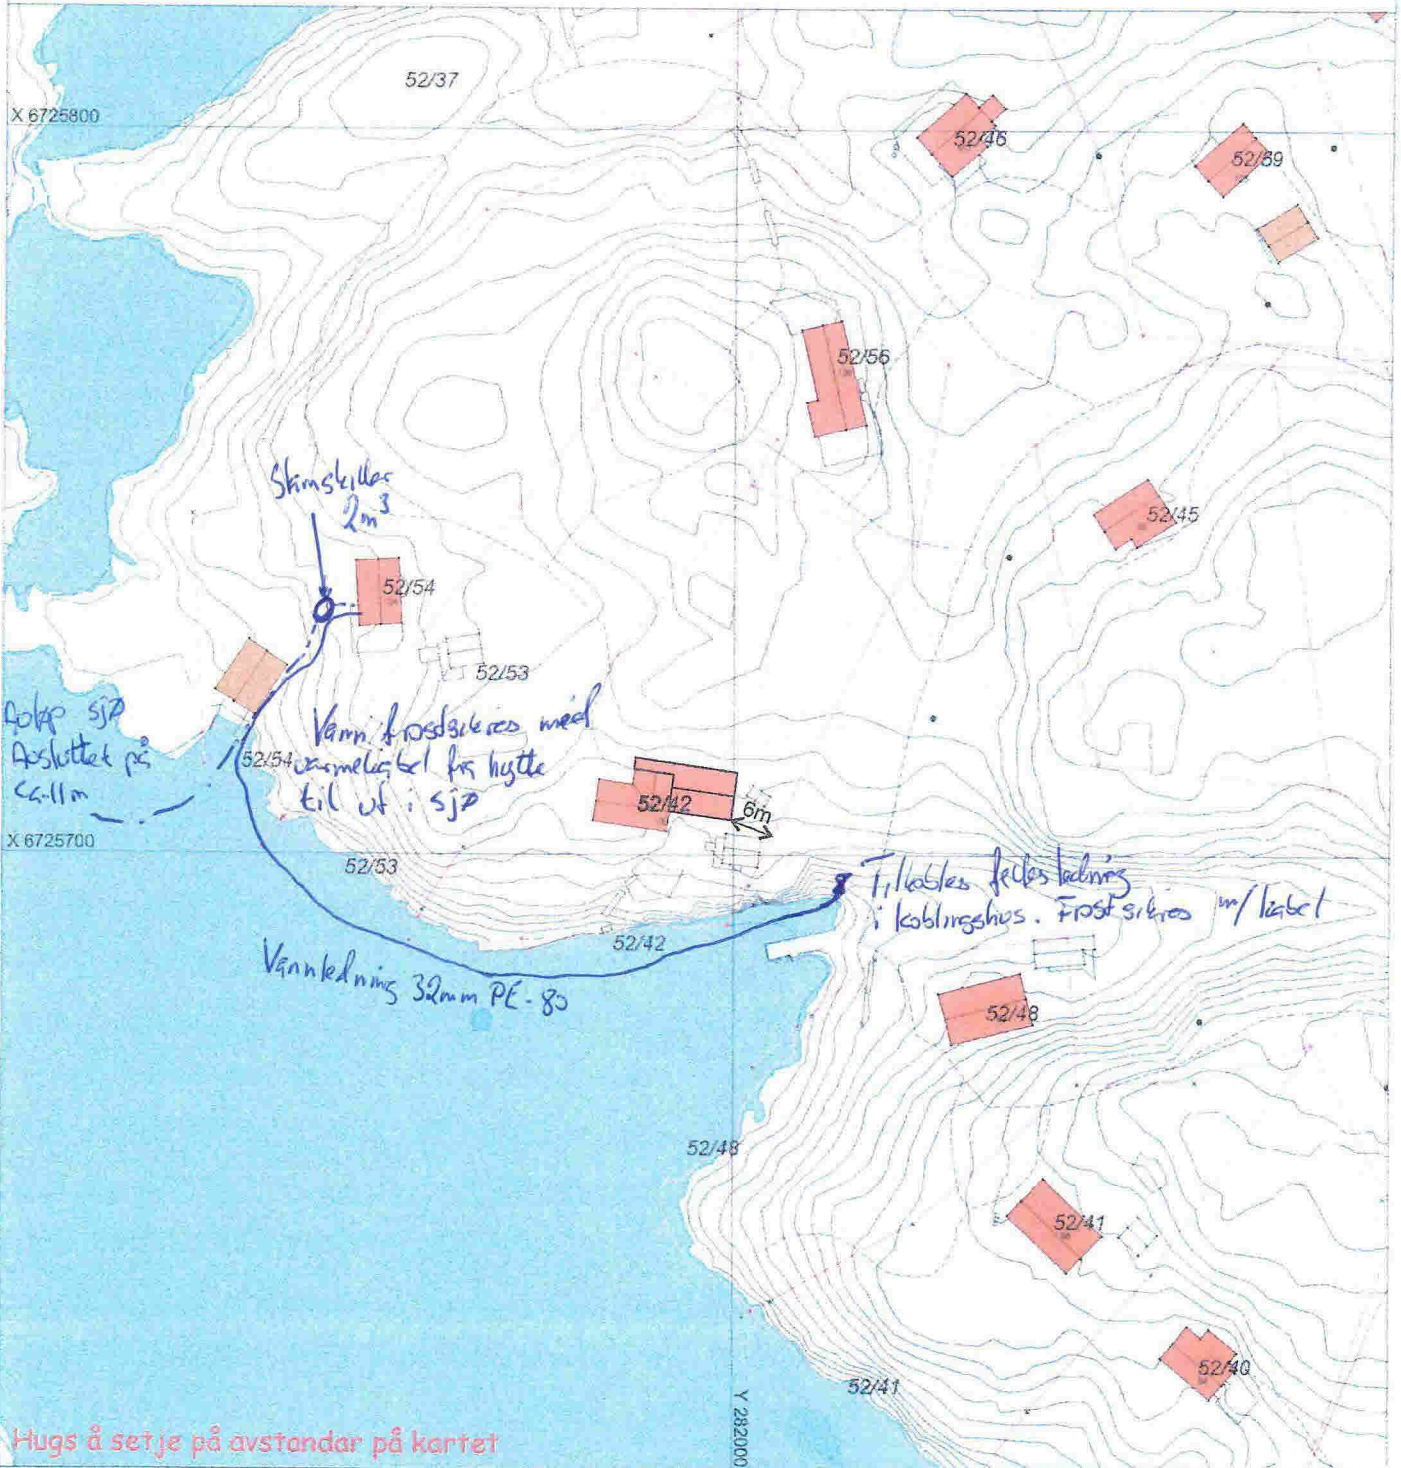 52/37
X 6725800
52/46
52/59
52/56
Slamskiller
2m³
52/45
52/54
52/53
Avløp sjø
Avsluttet på
ca-11m
52/54
Vann frostsikres med
varmekabel fra hytte
til ut i sjø
52/42
6m
X 6725700
52/53
Tilkobles felles ledning
i koblingshus. Frostsikres m/ kabel
52/42
Vannledning 32mm PE-80
52/48
52/48
52/41
52/40
52/41
Y 282000
Hugs å setje på avstandar på kartet